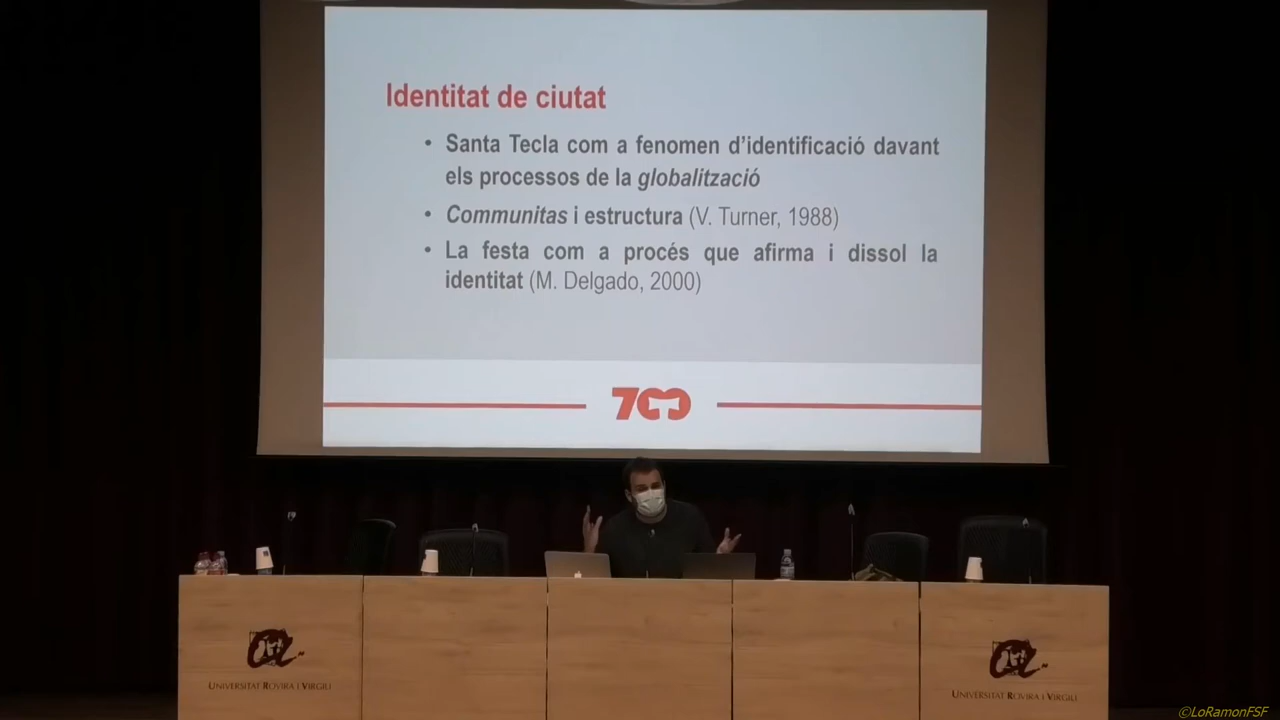 Identitat de ciutat
• Santa Tecla com a fenomen d'identificació davant
els processos de la globalització
• Communitas i estructura (V. Turner, 1988)
• La festa com a procés que afirma i dissol la
identitat (M. Delgado, 2000)
700
UNIVERSITAT ROVIRA I VIRGILI
UNIVERSITAT ROVIRA I VIRGILI
©LoRamonFSF